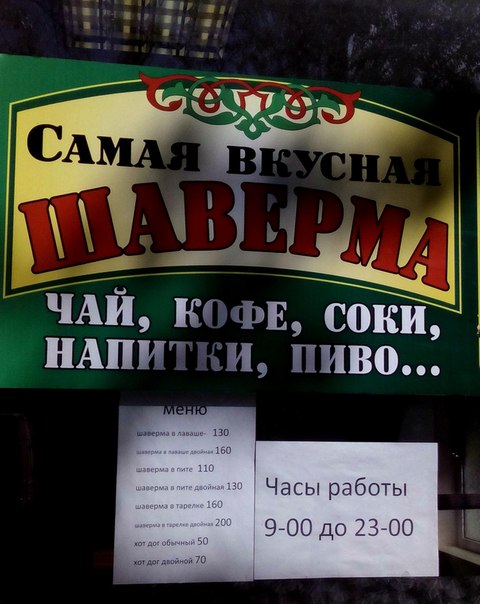 Самая вкусная
ШАВЕРМА
ЧАЙ, КОФЕ, СОКИ,
НАПИТКИ, ПИВО...
меню
шаверма в лаваше- 130
шаверма в лаваше двойная 160
шаверма в пите 110
шаверма в пите двойная 130
шаверма в тарелке 160
шаверма в тарелке двойная 200
хот дог обычный 50
хот дог двойной 70
Часы работы
9-00 до 23-00